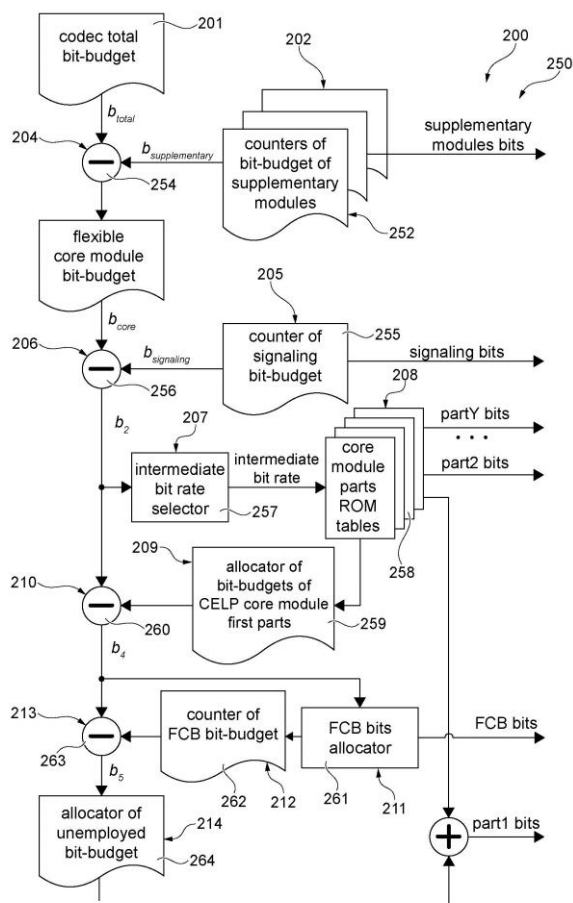 201
codec total
bit-budget
202
200
250
b_total
204
b_supplementary
254
counters of
bit-budget of
supplementary
modules
supplementary
modules bits
252
flexible
core module
bit-budget
205
b_core
206
b_signaling
256
counter of
signaling
bit-budget
255
signaling bits
208
b_2
207
partY bits
. . .
part2 bits
intermediate
bit rate
selector
257
intermediate
bit rate
core
module
parts
ROM
tables
258
209
210
260
allocator of
bit-budgets of
CELP core module
first parts
259
b_4
213
263
counter of
FCB bit-budget
262
212
FCB bits
allocator
261
211
FCB bits
b_5
allocator of
unemployed
bit-budget
214
264
part1 bits